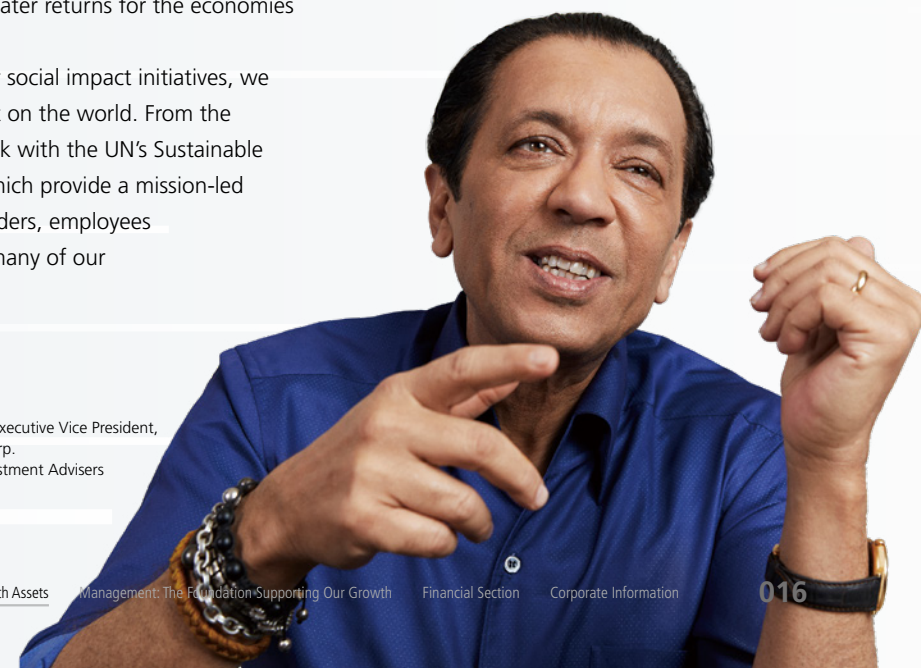 ater returns for the economies
social impact initiatives, we
on the world. From the
k with the UN's Sustainable
hich provide a mission-led
ders, employees
many of our
xecutive Vice President,
rp.
stment Advisers
th Assets
Management: The Foundation Supporting Our Growth
Financial Section
Corporate Information
016